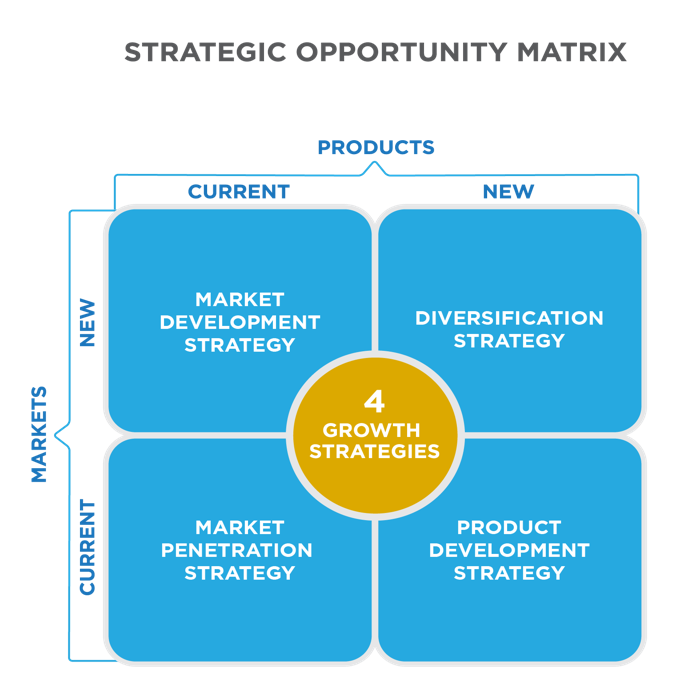 STRATEGIC OPPORTUNITY MATRIX
PRODUCTS
CURRENT
NEW
MARKETS
NEW
CURRENT
MARKET
DEVELOPMENT
STRATEGY
DIVERSIFICATION
STRATEGY
4
GROWTH
STRATEGIES
MARKET
PENETRATION
STRATEGY
PRODUCT
DEVELOPMENT
STRATEGY